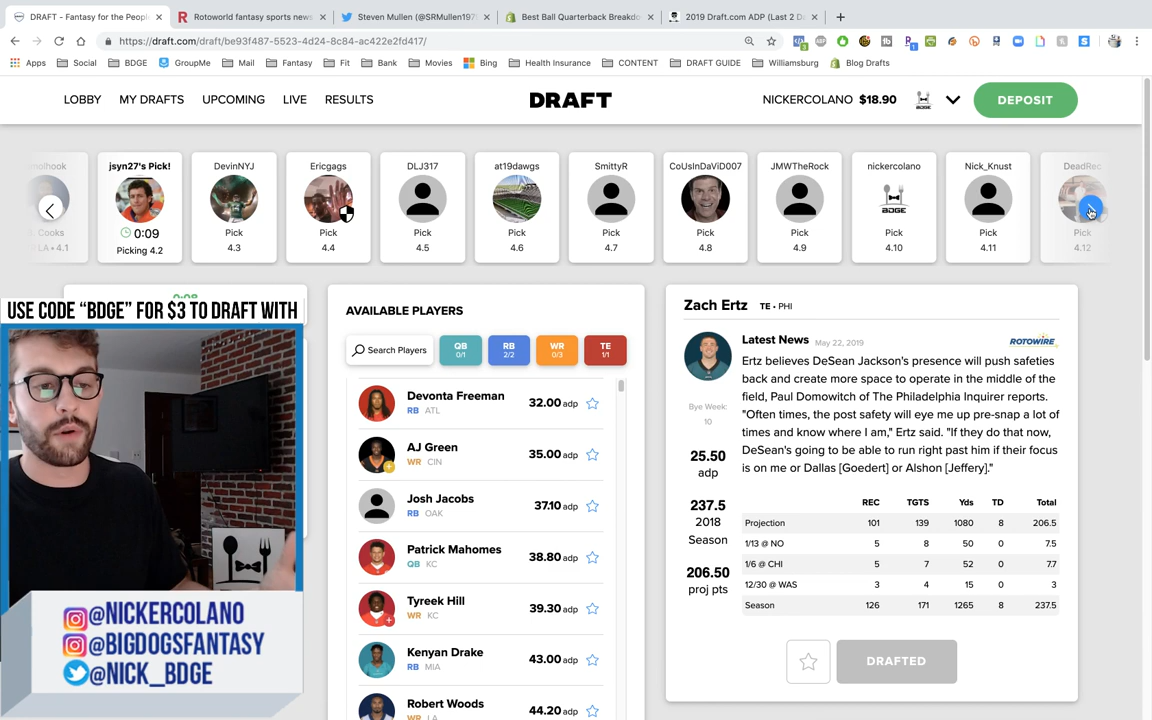 DRAFT - Fantasy for the Peopl
Rotoworld fantasy sports news
Steven Mullen (@SRMullen197
Best Ball Quarterback Breakdo
2019 Draft.com ADP (Last 2 D
https://draft.com/draft/be93f487-5523-4d24-8c84-ac422e2fd417/
Apps
Social
BDGE
GroupMe
Mail
Fantasy
Fit
Bank
Movies
Bing
Health Insurance
CONTENT
DRAFT GUIDE
Williamsburg
Blog Drafts
LOBBY
MY DRAFTS
UPCOMING
LIVE
RESULTS
DRAFT
NICKERCOLANO $18.90
DEPOSIT
molhook
. Cooks
LA • 4.1
jsyn27's Pick!
0:09
Picking 4.2
DevinNYJ
Pick
4.3
Ericgags
Pick
4.4
DLJ317
Pick
4.5
at19dawgs
Pick
4.6
SmittyR
Pick
4.7
CoUsInDaViD007
Pick
4.8
JMWTheRock
Pick
4.9
nickercolano
BDGE
Pick
4.10
Nick_Knust
Pick
4.11
DeadRec
Pick
4.12
USE CODE "BDGE" FOR $3 TO DRAFT WITH
@NICKERCOLANO
@BIGDOGSFANTASY
@NICK_BDGE
AVAILABLE PLAYERS
Search Players
QB
0/1
RB
2/2
WR
0/3
TE
1/1
Devonta Freeman
RB ATL
32.00 adp
AJ Green
WR CIN
35.00 adp
Josh Jacobs
RB OAK
37.10 adp
Patrick Mahomes
QB KC
38.80 adp
Tyreek Hill
WR KC
39.30 adp
Kenyan Drake
RB MIA
43.00 adp
Robert Woods
WR LA
44.20 adp
Zach Ertz TE • PHI
Bye Week:
10
25.50
adp
237.5
2018
Season
206.50
proj pts
Latest News May 22, 2019
ROTOWIRE
Ertz believes DeSean Jackson's presence will push safeties
back and create more space to operate in the middle of the
field, Paul Domowitch of The Philadelphia Inquirer reports.
"Often times, the post safety will eye me up pre-snap a lot of
times and know where I am," Ertz said. "If they do that now,
DeSean's going to be able to run right past him if their focus
is on me or Dallas [Goedert] or Alshon [Jeffery]."
REC TGTS Yds TD Total
Projection 101 139 1080 8 206.5
1/13 @ NO 5 8 50 0 7.5
1/6 @ CHI 5 7 52 0 7.7
12/30 @ WAS 3 4 15 0 3
Season 126 171 1265 8 237.5
DRAFTED